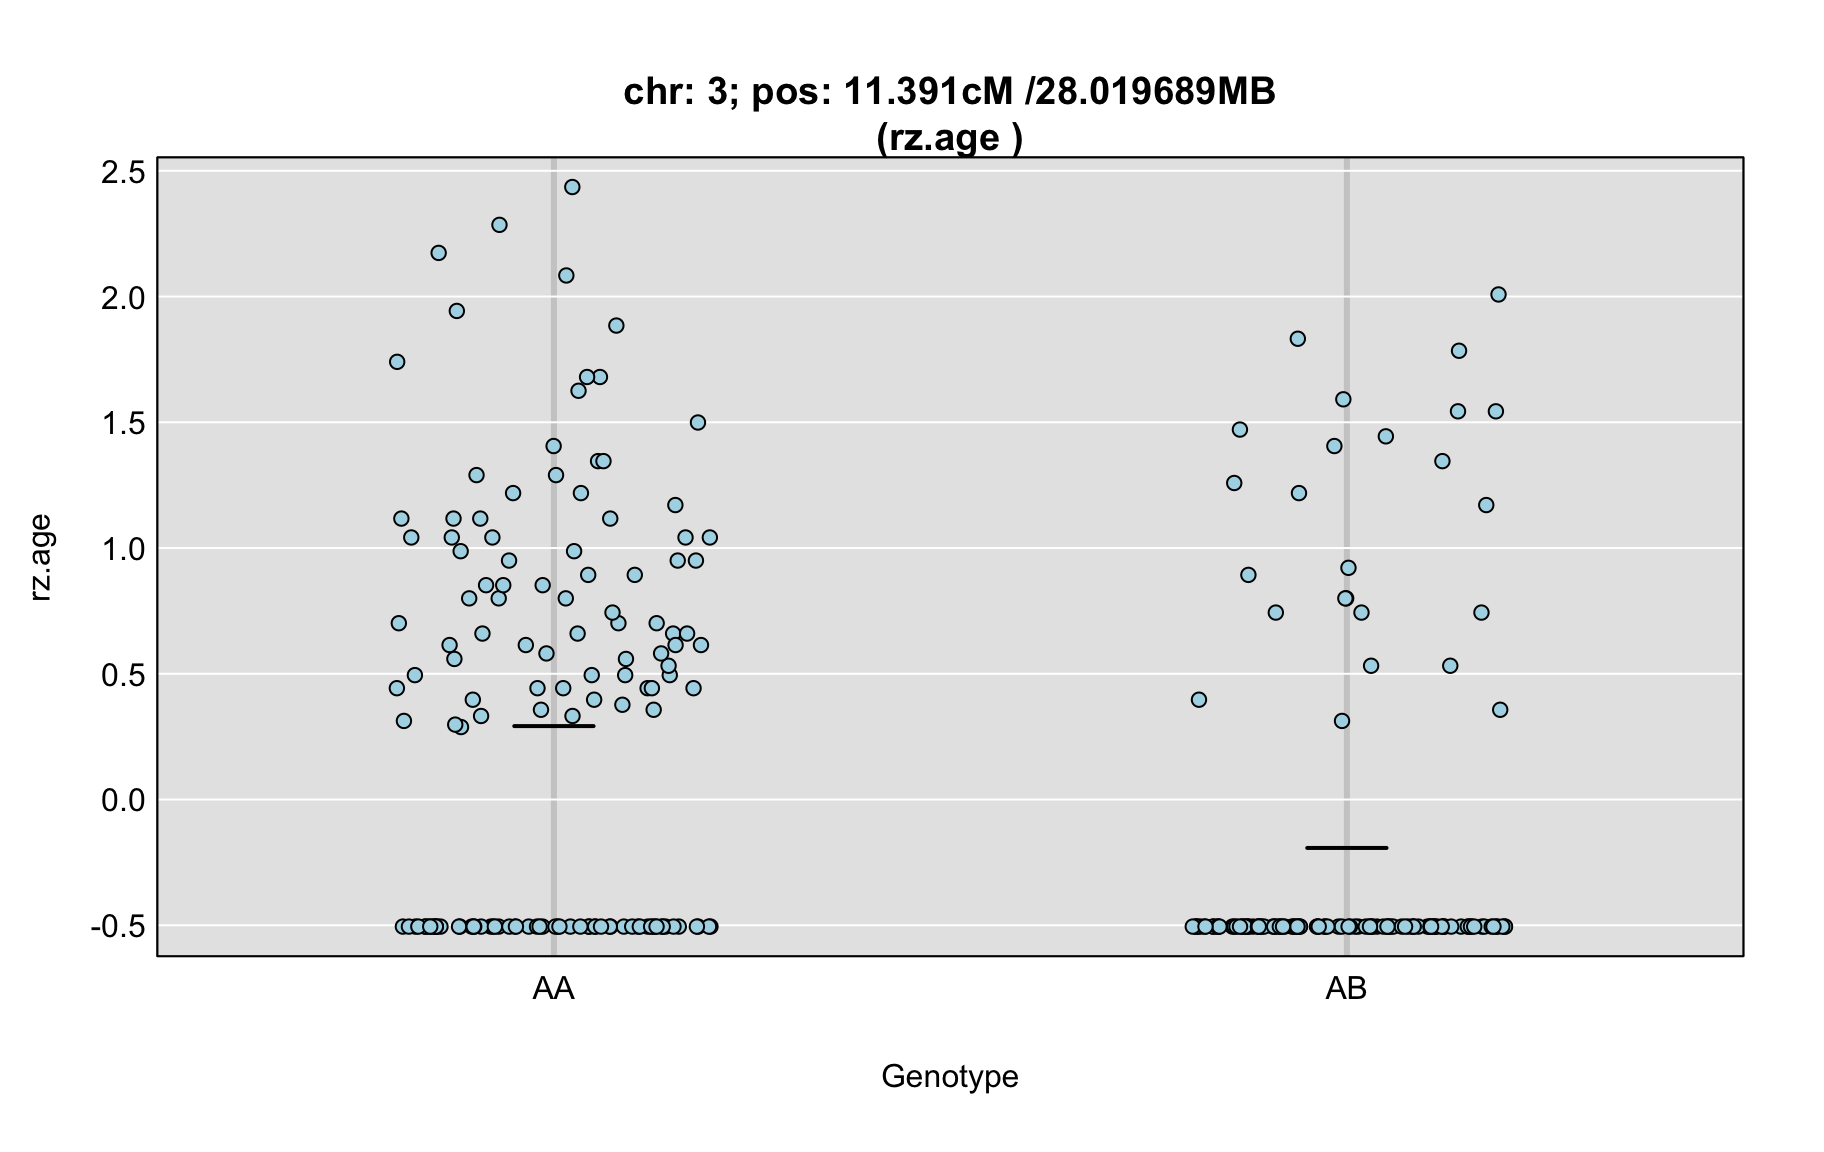 chr: 3; pos: 11.391cM /28.019689MB
(rz.age )
2.5
2.0
1.5
1.0
0.5
0.0
-0.5
rz.age
AA
AB
Genotype